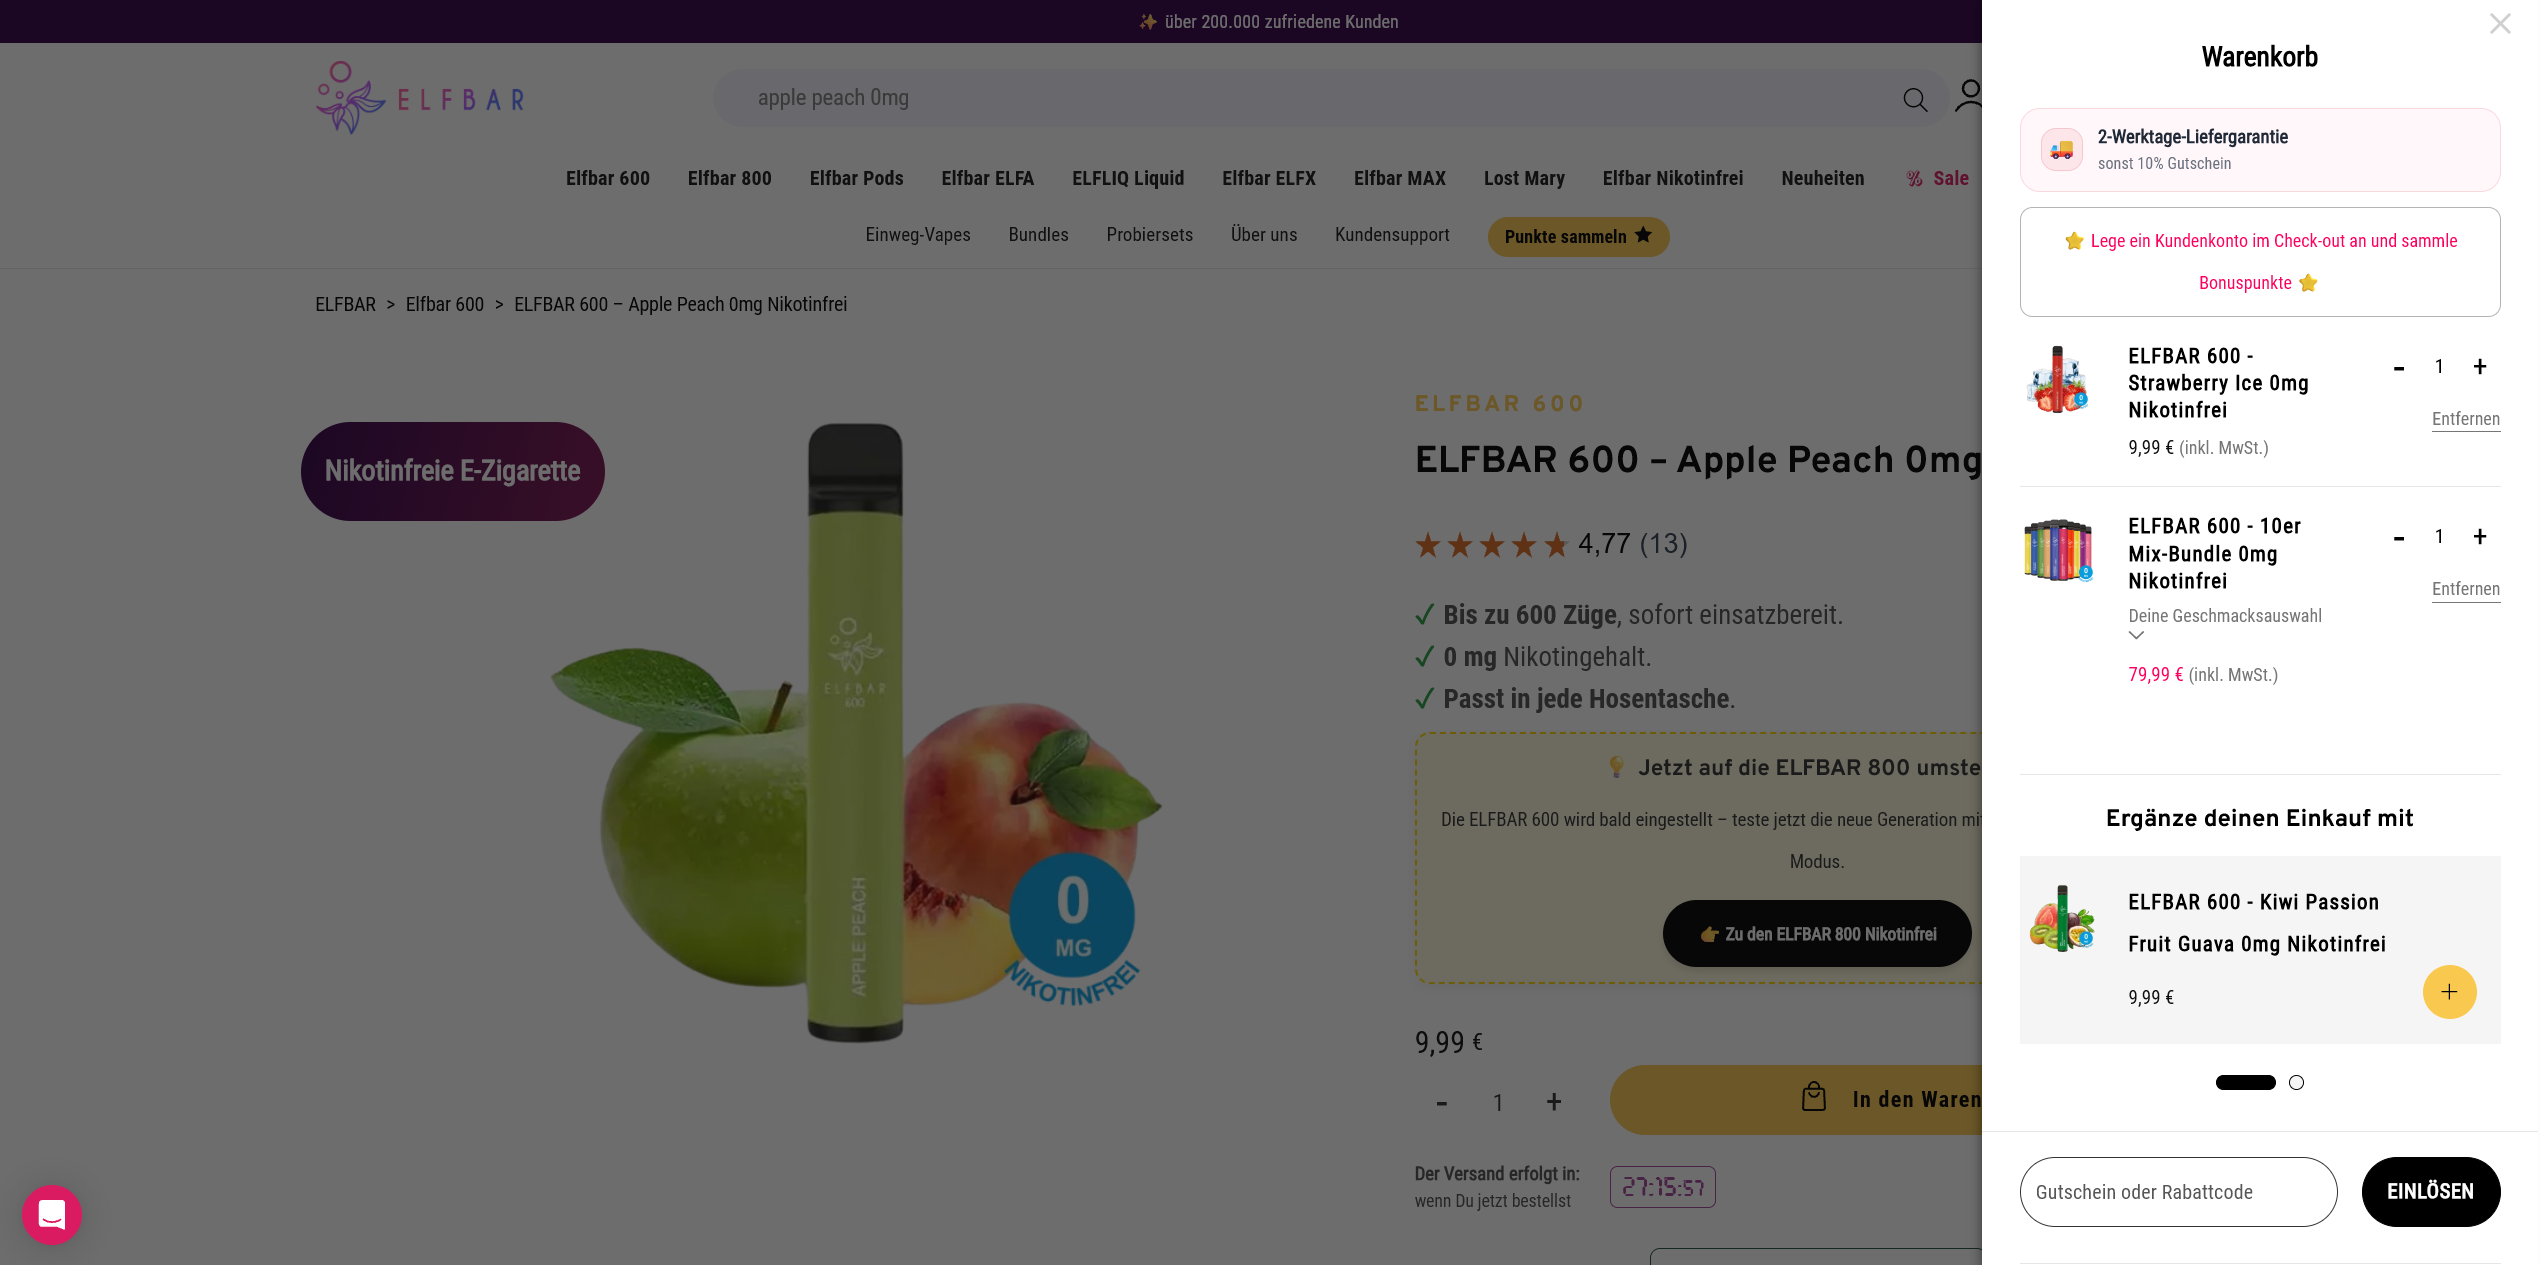 ✨ über 200.000 zufriedene Kunden
ELFBAR
apple peach 0mg
Elfbar 600 Elfbar 800 Elfbar Pods Elfbar ELFA ELFLIQ Liquid Elfbar ELFX Elfbar MAX Lost Mary Elfbar Nikotinfrei Neuheiten % Sale
Einweg-Vapes Bundles Probiersets Über uns Kundensupport Punkte sammeln ★
ELFBAR > Elfbar 600 > ELFBAR 600 – Apple Peach 0mg Nikotinfrei
Nikotinfreie E-Zigarette
ELFBAR
600
APPLE PEACH
0
MG
NIKOTINFREI
ELFBAR 600
ELFBAR 600 – Apple Peach 0mg
★★★★★ 4,77 (13)
✓ Bis zu 600 Züge, sofort einsatzbereit.
✓ 0 mg Nikotingehalt.
✓ Passt in jede Hosentasche.
💡 Jetzt auf die ELFBAR 800 umste
Die ELFBAR 600 wird bald eingestellt – teste jetzt die neue Generation mit
Modus.
👉 Zu den ELFBAR 800 Nikotinfrei
9,99 €
- 1 +
In den Waren
Der Versand erfolgt in:
wenn Du jetzt bestellst
27:15:57
Warenkorb
2-Werktage-Liefergarantie
sonst 10% Gutschein
⭐ Lege ein Kundenkonto im Check-out an und sammle
Bonuspunkte ⭐
ELFBAR 600 -
Strawberry Ice 0mg
Nikotinfrei
- 1 +
Entfernen
9,99 € (inkl. MwSt.)
ELFBAR 600 - 10er
Mix-Bundle 0mg
Nikotinfrei
- 1 +
Entfernen
Deine Geschmacksauswahl
79,99 € (inkl. MwSt.)
Ergänze deinen Einkauf mit
ELFBAR 600 - Kiwi Passion
Fruit Guava 0mg Nikotinfrei
9,99 €
+
Gutschein oder Rabattcode
EINLÖSEN